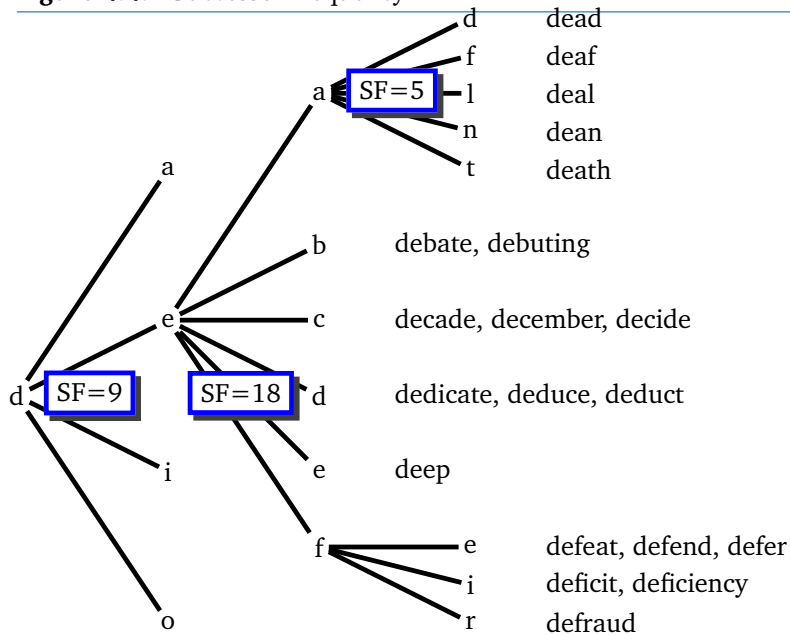 d dead
f deaf
a SF=5 l deal
n dean
a t death
b debate, debuting
e c decade, december, decide
d SF=9 SF=18 d dedicate, deduce, deduct
i e deep
f e defeat, defend, defer
i deficit, deficiency
o r defraud